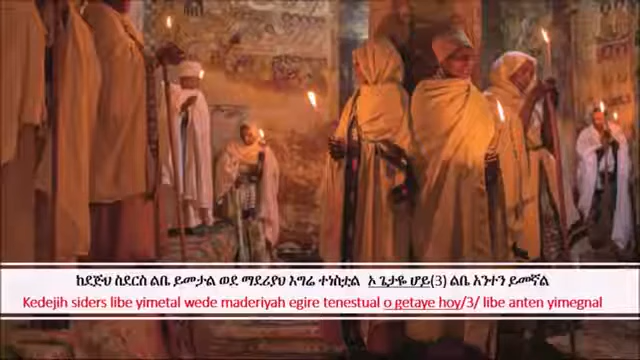 ከደጅህ ስደርስ ልቤ ይመታል ወደ ማደሪያህ እግሬ ተነስቷል ኦ ጌታዬ ሆይ(3) ልቤ አንተን ይመኛል
Kedejih siders libe yimetal wede maderiyah egire tenestual o getaye hoy/3/ libe anten yimegnal